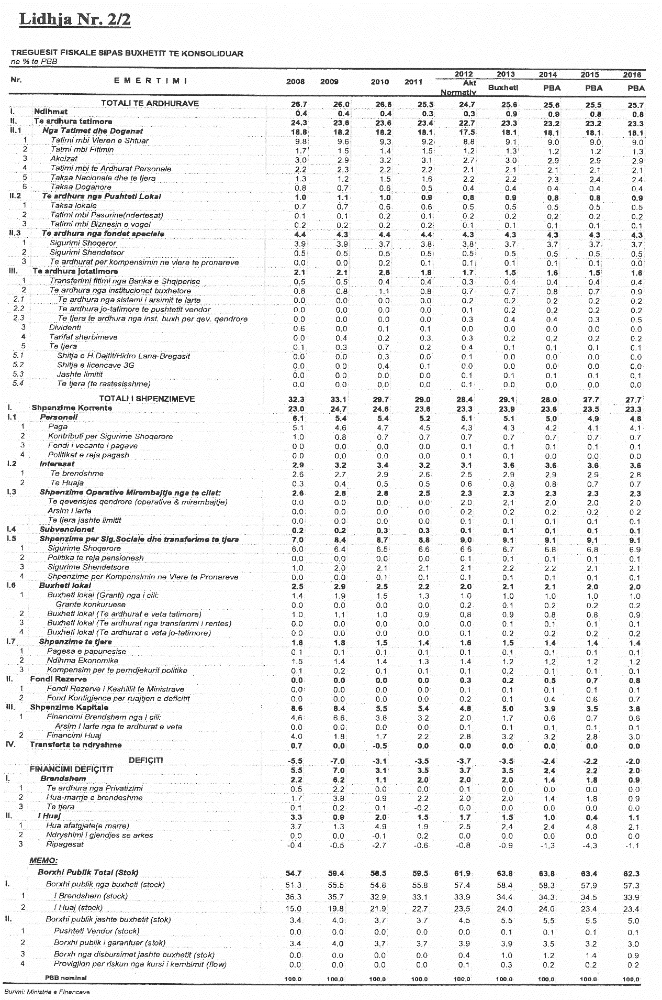 Lidhja Nr. 2/2
TREGUESIT FISKALE SIPAS BUXHETIT TE KONSOLIDUAR
ne % te PBB
Nr. E M E R T I M I 2008 2009 2010 2011 2012 2013 2014 2015 2016
Akt Normativ Buxheti PBA PBA PBA
TOTALI TE ARDHURAVE 26.7 26.0 26.6 25.5 24.7 25.6 25.6 25.5 25.7
I. Ndihmat 0.4 0.4 0.4 0.3 0.3 0.9 0.9 0.8 0.8
II. Te ardhura tatimore 24.3 23.8 23.6 23.4 22.7 23.3 23.2 23.2 23.3
II.1 Nga Tatimet dhe Doganat 18.8 18.2 18.2 18.1 17.5 18.1 18.1 18.1 18.1
1 Tatimi mbi Vleren e Shtuar 9.8 9.6 9.3 9.2 8.8 9.1 9.0 9.0 9.0
2 Tatmi mbi Fitimin 1.7 1.5 1.4 1.5 1.2 1.3 1.2 1.2 1.3
3 Akcizat 3.0 2.9 3.2 3.1 2.7 3.0 2.9 2.9 2.9
4 Tatimi mbi te Ardhurat Personale 2.2 2.3 2.2 2.2 2.1 2.1 2.1 2.1 2.1
5 Taksa Nacionale dhe te tjera 1.3 1.2 1.5 1.6 2.2 2.2 2.3 2.4 2.4
6 Taksa Doganore 0.8 0.7 0.6 0.5 0.4 0.4 0.4 0.4 0.4
II.2 Te ardhura nga Pushteti Lokal 1.0 1.1 1.0 0.9 0.8 0.9 0.8 0.8 0.9
1 Taksa lokale 0.7 0.7 0.6 0.6 0.5 0.5 0.5 0.5 0.5
2 Tatimi mbi Pasurine(ndertesat) 0.1 0.1 0.2 0.1 0.2 0.2 0.2 0.2 0.2
3 Tatimi mbi Biznesin e vogel 0.2 0.2 0.2 0.2 0.1 0.1 0.1 0.1 0.1
II.3 Te ardhura nga fondet speciale 4.4 4.3 4.4 4.4 4.3 4.3 4.3 4.3 4.3
1 Sigurimi Shoqeror 3.9 3.9 3.7 3.8 3.8 3.7 3.7 3.7 3.7
2 Sigurimi Shendetsor 0.5 0.5 0.5 0.5 0.5 0.5 0.5 0.5 0.5
3 Te ardhurat per kompensimin ne vlere te pronareve 0.0 0.0 0.2 0.1 0.1 0.1 0.1 0.1 0.0
III. Te ardhura jotatimore 2.1 2.1 2.6 1.8 1.7 1.5 1.6 1.5 1.6
1 Transferimi fitimi nga Banka e Shqiperise 0.5 0.5 0.4 0.4 0.3 0.4 0.4 0.4 0.4
2 Te ardhura nga institucionet buxhetore 0.8 0.8 1.1 0.8 0.7 0.7 0.8 0.7 0.9
2.1 Te ardhura nga sistemi i arsimit te larte 0.0 0.0 0.0 0.0 0.2 0.2 0.2 0.2 0.2
2.2 Te ardhura jo-tatimore te pushtetit vendor 0.0 0.0 0.0 0.0 0.1 0.2 0.2 0.2 0.2
2.3 Te tjera te ardhura nga inst. buxh per qev. qendrore 0.0 0.0 0.0 0.0 0.3 0.4 0.4 0.3 0.5
3 Dividenti 0.6 0.0 0.1 0.1 0.0 0.0 0.0 0.0 0.0
4 Tarifat sherbimeve 0.0 0.4 0.2 0.3 0.3 0.2 0.2 0.2 0.2
5 Te tjera 0.1 0.3 0.7 0.2 0.4 0.1 0.1 0.1 0.1
5.1 Shitja e H.Dajtit/Hidro Lana-Bregasit 0.0 0.0 0.3 0.0 0.1 0.0 0.0 0.0 0.0
5.2 Shitja e licencave 3G 0.0 0.0 0.4 0.1 0.0 0.0 0.0 0.0 0.0
5.3 Jashte limitit 0.0 0.0 0.0 0.0 0.1 0.1 0.1 0.1 0.1
5.4 Te tjera (te rastesisshme) 0.0 0.0 0.0 0.0 0.1 0.0 0.0 0.0 0.0
TOTALI I SHPENZIMEVE 32.3 33.1 29.7 29.0 28.4 29.1 28.0 27.7 27.7
I. Shpenzime Korrente 23.0 24.7 24.6 23.6 23.3 23.9 23.6 23.5 23.3
I.1 Personeli 6.1 5.4 5.4 5.2 5.1 5.1 5.0 4.9 4.8
1 Paga 5.1 4.6 4.7 4.5 4.3 4.3 4.2 4.1 4.1
2 Kontributi per Sigurime Shoqerore 1.0 0.8 0.7 0.7 0.7 0.7 0.7 0.7 0.7
3 Fondi i vecante i pagave 0.0 0.0 0.0 0.0 0.1 0.1 0.1 0.1 0.1
4 Politikat e reja pagash 0.0 0.0 0.0 0.0 0.1 0.1 0.0 0.0 0.0
I.2 Interesat 2.9 3.2 3.4 3.2 3.1 3.6 3.6 3.6 3.6
1 Te brendshme 2.6 2.7 2.9 2.6 2.5 2.9 2.9 2.9 2.8
2 Te Huaja 0.3 0.4 0.5 0.5 0.6 0.8 0.8 0.7 0.7
I.3 Shpenzime Operative Mirembajtje nga te cilat: 2.6 2.8 2.8 2.5 2.3 2.3 2.3 2.3 2.3
Te qeverisjes qendrore (operative & mirembajtje) 0.0 0.0 0.0 0.0 2.0 2.1 2.0 2.0 2.0
Arsim i larte 0.0 0.0 0.0 0.0 0.2 0.2 0.2 0.2 0.2
Te tjera jashte limitit 0.0 0.0 0.0 0.0 0.1 0.1 0.1 0.1 0.1
I.4 Subvencionet 0.2 0.2 0.3 0.3 0.1 0.1 0.1 0.1 0.1
I.5 Shpenzime per Sig.Sociale dhe transferime te tjera 7.0 8.4 8.7 8.8 9.0 9.1 9.1 9.1 9.1
1 Sigurime Shoqerore 6.0 6.4 6.5 6.6 6.6 6.7 6.8 6.8 6.9
2 Politika te reja pensionesh 0.0 0.0 0.0 0.0 0.1 0.1 0.1 0.1 0.1
3 Sigurime Shendetsore 1.0 2.0 2.1 2.1 2.1 2.2 2.2 2.1 2.1
4 Shpenzime per Kompensimin ne Vlere te Pronareve 0.0 0.0 0.1 0.1 0.1 0.1 0.1 0.1 0.1
I.6 Buxheti lokal 2.5 2.9 2.5 2.2 2.0 2.1 2.1 2.0 2.0
1 Buxheti lokal (Granti) nga i cili: 1.4 1.9 1.5 1.3 1.0 1.0 1.0 1.0 1.0
Grante konkuruese 0.0 0.0 0.0 0.0 0.2 0.1 0.2 0.2 0.2
2 Buxheti lokal (Te ardhurat e veta tatimore) 1.0 1.1 1.0 0.9 0.8 0.9 0.8 0.8 0.9
3 Buxheti lokal (Te ardhurat nga transferimi i rentes) 0.0 0.0 0.0 0.0 0.0 0.1 0.1 0.1 0.1
4 Buxheti lokal (Te ardhurat e veta jo-tatimore) 0.0 0.0 0.0 0.0 0.1 0.2 0.2 0.2 0.2
I.7 Shpenzime te tjera 1.6 1.8 1.5 1.4 1.6 1.5 1.4 1.4 1.4
1 Pagesa e papunesise 0.1 0.1 0.1 0.1 0.1 0.1 0.1 0.1 0.1
2 Ndihma Ekonomike 1.5 1.4 1.4 1.3 1.4 1.2 1.2 1.2 1.2
3 Kompensim per te perndjekurit politike 0.1 0.2 0.1 0.1 0.1 0.2 0.1 0.1 0.1
II. Fondi Rezerve 0.0 0.0 0.0 0.0 0.3 0.2 0.5 0.7 0.8
1 Fondi Rezerve i Keshillit te Ministrave 0.0 0.0 0.0 0.0 0.1 0.1 0.1 0.1 0.1
2 Fond Kontigjence per ruajtjen e deficitit 0.0 0.0 0.0 0.0 0.2 0.1 0.4 0.6 0.7
III. Shpenzime Kapitale 8.6 8.4 5.5 5.4 4.8 5.0 3.9 3.5 3.6
1 Financimi Brendshem nga I cili: 4.6 6.6 3.8 3.2 2.0 1.7 0.6 0.7 0.6
Arsim I larte nga te ardhurat e veta 0.0 0.0 0.0 0.0 0.1 0.1 0.1 0.1 0.1
2 Financimi Huaj 4.0 1.8 1.7 2.2 2.8 3.2 3.2 2.8 3.0
IV. Transferta te ndryshme 0.7 0.0 -0.5 0.0 0.0 0.0 0.0 0.0 0.0
DEFIÇITI -5.5 -7.0 -3.1 -3.5 -3.7 -3.5 -2.4 -2.2 -2.0
FINANCIMI DEFIÇITIT 5.5 7.0 3.1 3.5 3.7 3.5 2.4 2.2 2.0
I. Brendshem 2.2 6.2 1.1 2.0 2.0 2.0 1.4 1.8 0.9
1 Te ardhura nga Privatizimi 0.5 2.2 0.0 0.0 0.1 0.0 0.0 0.0 0.0
2 Hua-marrje e brendeshme 1.7 3.8 0.9 2.2 2.0 2.0 1.4 1.8 0.9
3 Te tjera 0.1 0.2 0.1 -0.2 0.0 0.0 0.0 0.0 0.0
II. I Huaj 3.3 0.9 2.0 1.5 1.7 1.5 1.0 0.4 1.1
1 Hua afatgjate(e marre) 3.7 1.3 4.9 1.9 2.5 2.4 2.4 4.8 2.1
2 Ndryshimi i gjendjes se arkes 0.0 0.0 -0.1 0.2 0.0 0.0 0.0 0.0 0.0
3 Ripagesat -0.4 -0.5 -2.7 -0.6 -0.8 -0.9 -1.3 -4.3 -1.1
MEMO:
Borxhi Publik Total (Stok) 54.7 59.4 58.5 59.5 61.9 63.8 63.8 63.4 62.3
I. Borxhi publik nga buxheti (stock) 51.3 55.5 54.8 55.8 57.4 58.4 58.3 57.9 57.3
1 I Brendshem (stock) 36.3 35.7 32.9 33.1 33.9 34.4 34.3 34.5 33.9
2 I Huaj (stock) 15.0 19.8 21.9 22.7 23.5 24.0 24.0 23.4 23.4
II. Borxhi publik jashte buxhetit (stok) 3.4 4.0 3.7 3.7 4.5 5.5 5.5 5.5 5.0
1 Pushteti Vendor (stock) 0.0 0.0 0.0 0.0 0.0 0.1 0.1 0.1 0.1
2 Borxhi publik i garantuar (stok) 3.4 4.0 3.7 3.7 3.9 3.9 3.5 3.2 3.0
3 Borxh nga disbursimet jashte buxhetit (stok) 0.0 0.0 0.0 0.0 0.4 1.0 1.2 1.4 0.9
4 Provigjion per riskun nga kursi i kembimit (flow) 0.0 0.0 0.0 0.0 0.1 0.3 0.2 0.2 0.2
PBB nominal 100.0 100.0 100.0 100.0 100.0 100.0 100.0 100.0 100.0
Burimi: Ministrie e Financave